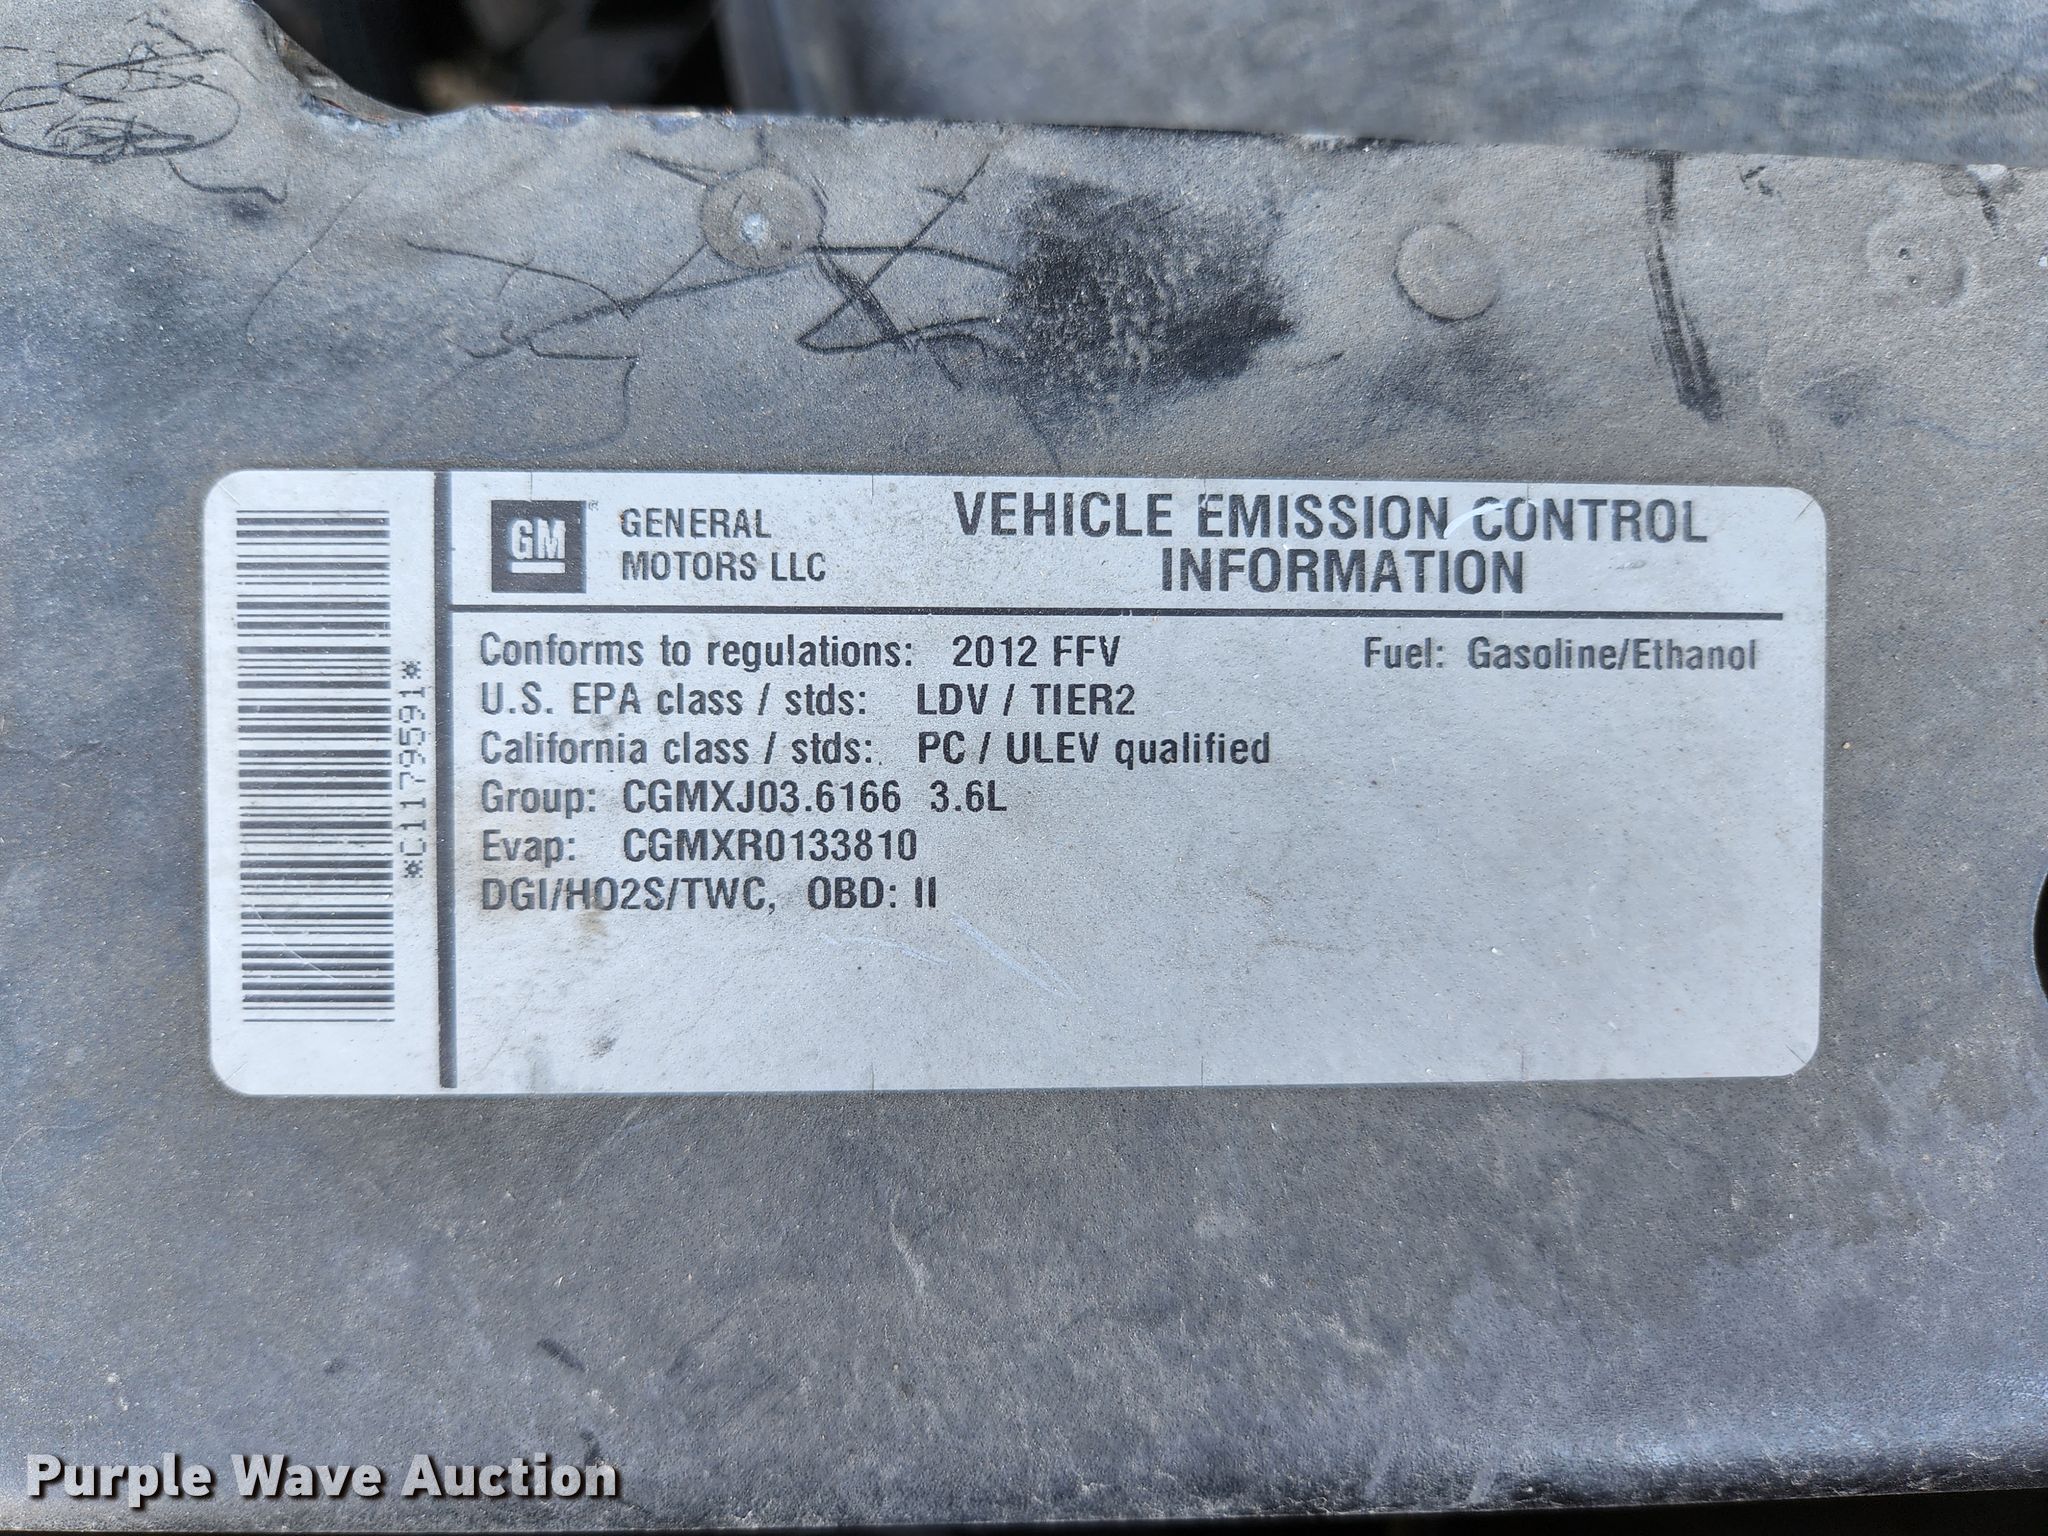 GM
GENERAL
MOTORS LLC
VEHICLE EMISSION CONTROL
INFORMATION
Conforms to regulations: 2012 FFV
Fuel: Gasoline/Ethanol
U.S. EPA class / stds: LDV / TIER2
California class / stds: PC / ULEV qualified
Group: CGMXJ03.6166 3.6L
Evap: CGMXR0133810
DGI/HO2S/TWC, OBD: II
*C11795691*
Purple Wave Auction